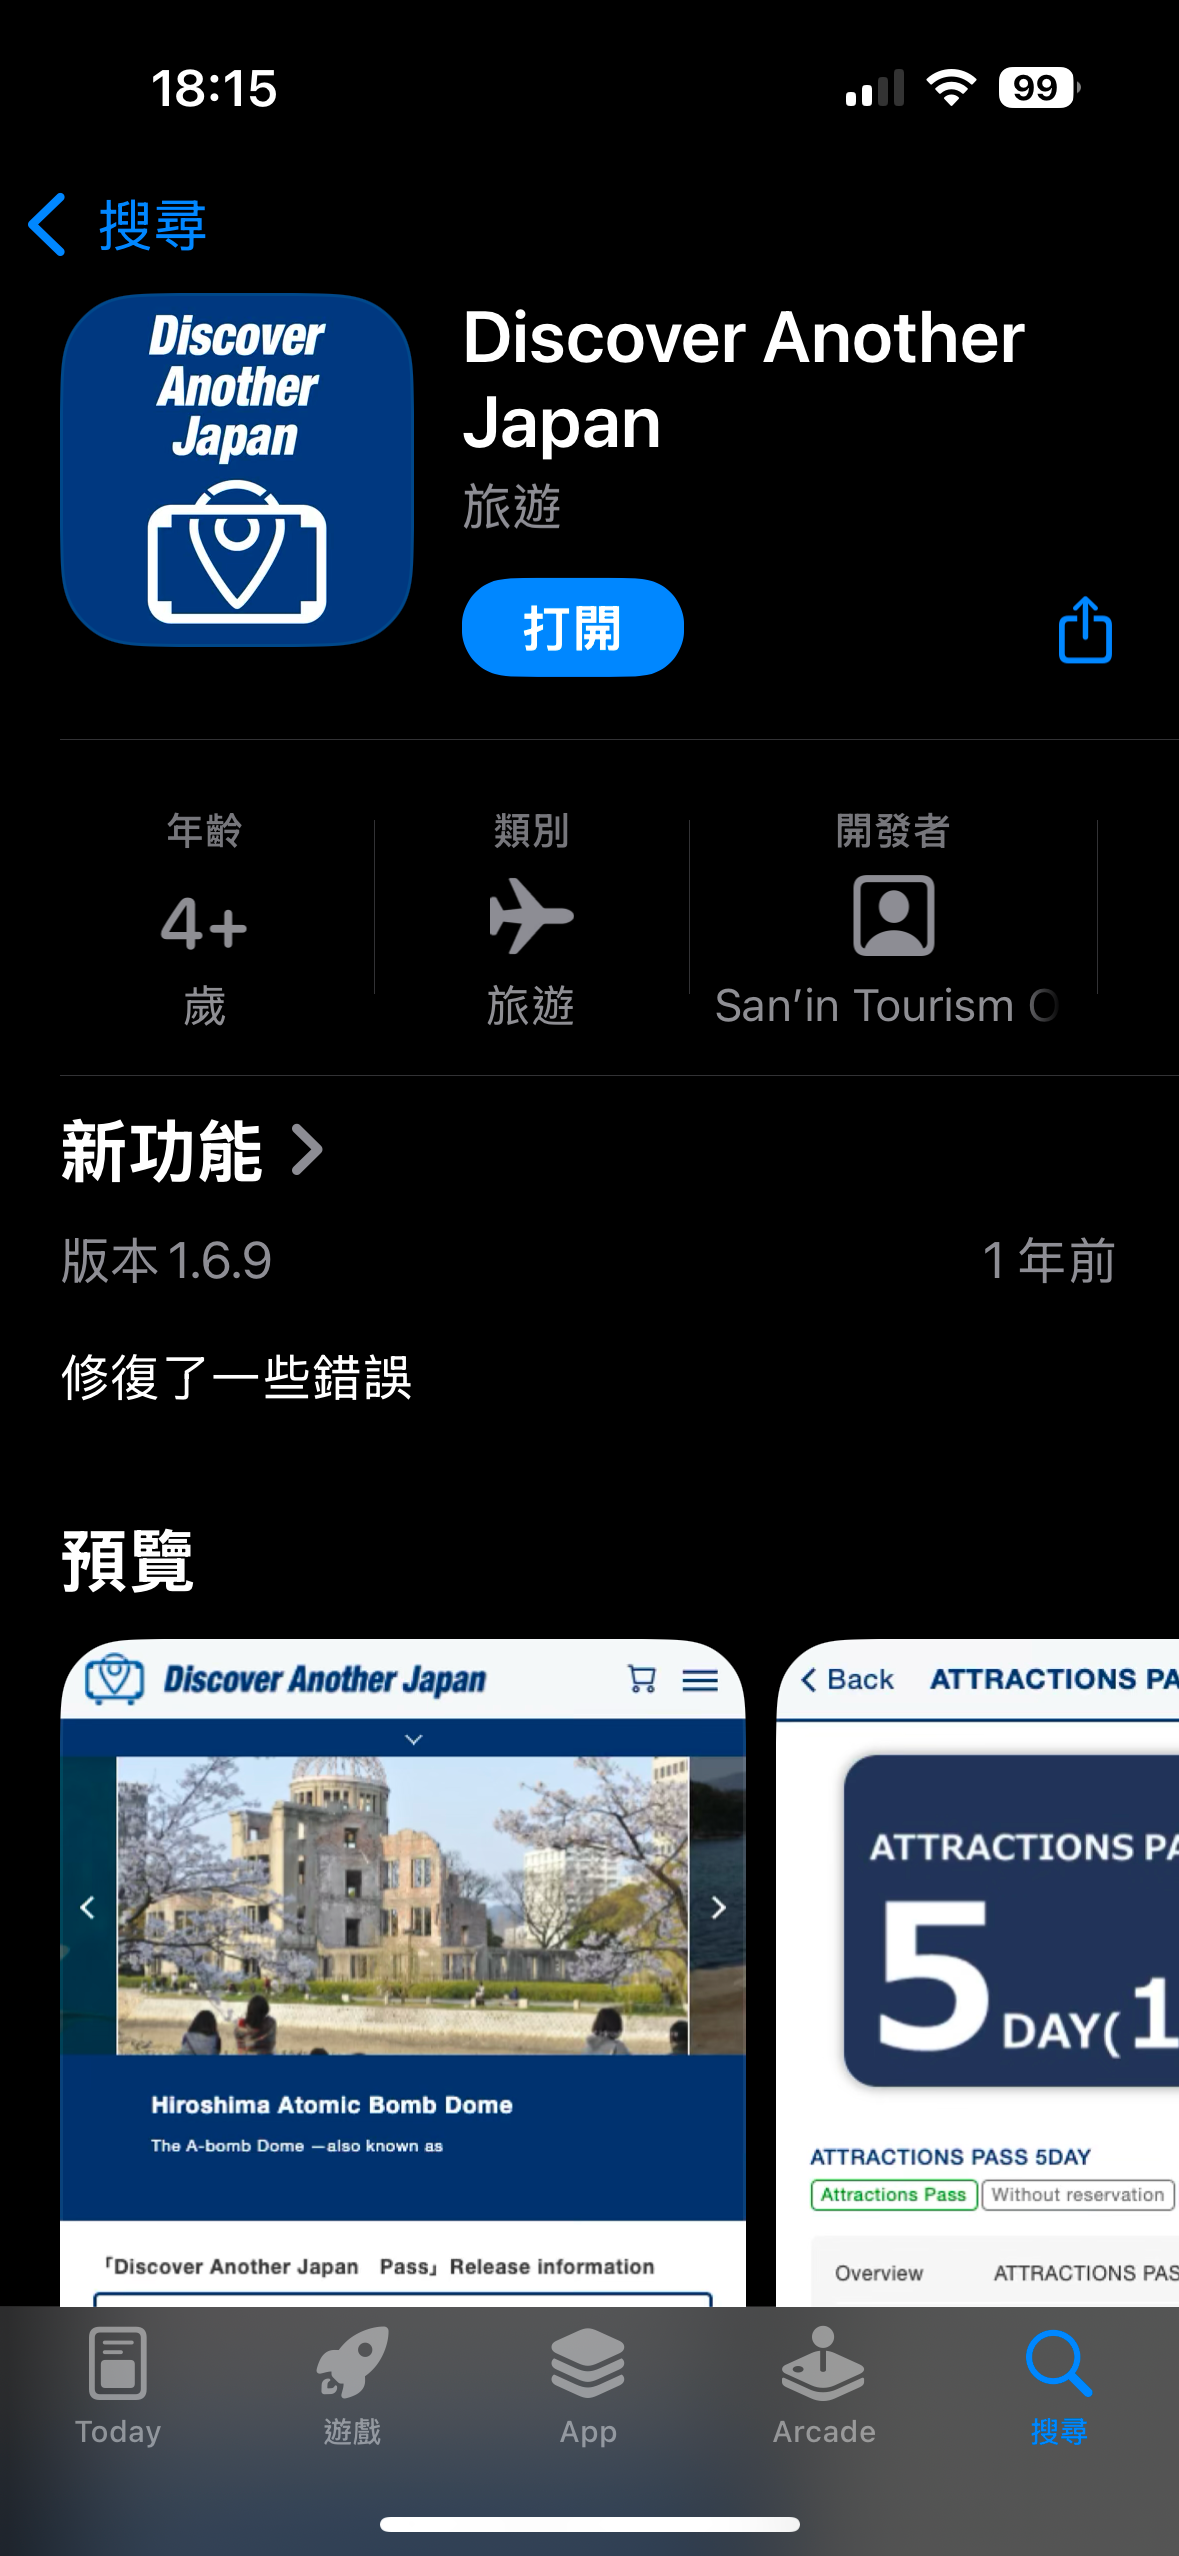 18:15
99
搜尋
Discover
Another
Japan
Discover Another
Japan
旅遊
打開
年齡
類別
開發者
4+
歲
旅遊
San'in Tourism O
新功能
版本 1.6.9
1 年前
修復了一些錯誤
預覽
Discover Another Japan
Hiroshima Atomic Bomb Dome
The A-bomb Dome —also known as
「Discover Another Japan　Pass」Release information
Back
ATTRACTIONS PA
ATTRACTIONS PA
5 DAY(1
ATTRACTIONS PASS 5DAY
Attractions Pass
Without reservation
Overview
ATTRACTIONS PAS
Today
遊戲
App
Arcade
搜尋